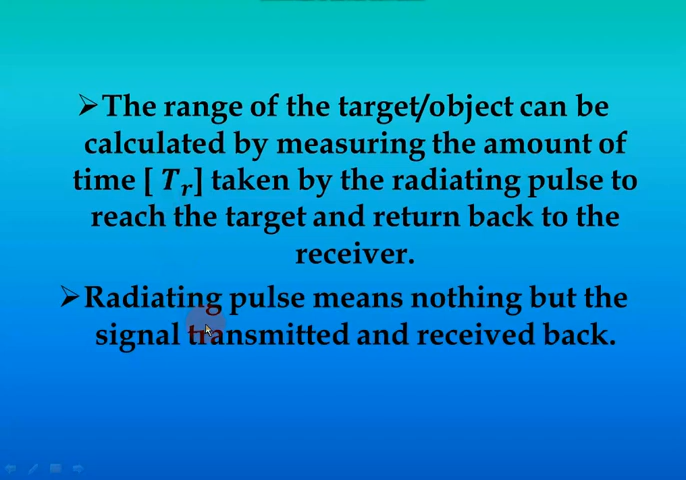 ➢The range of the target/object can be
calculated by measuring the amount of
time [ Tᵣ] taken by the radiating pulse to
reach the target and return back to the
receiver.
➢Radiating pulse means nothing but the
signal transmitted and received back.